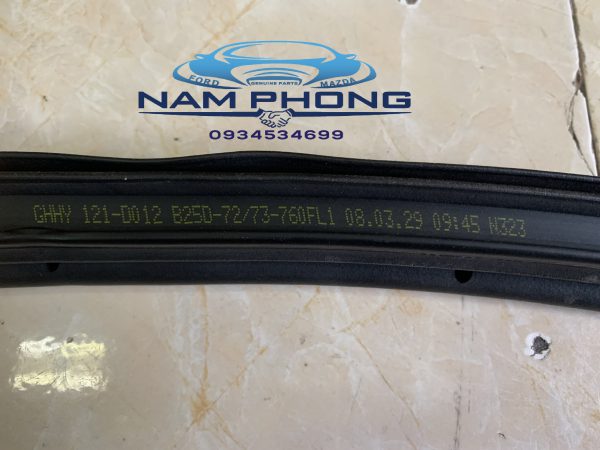 FORD
GENUINE PARTS
MAZDA
NAM PHONG
0934534699
GHHY 121-D012 B25D-72/73-760FL1 08.03.29 09:45 N323